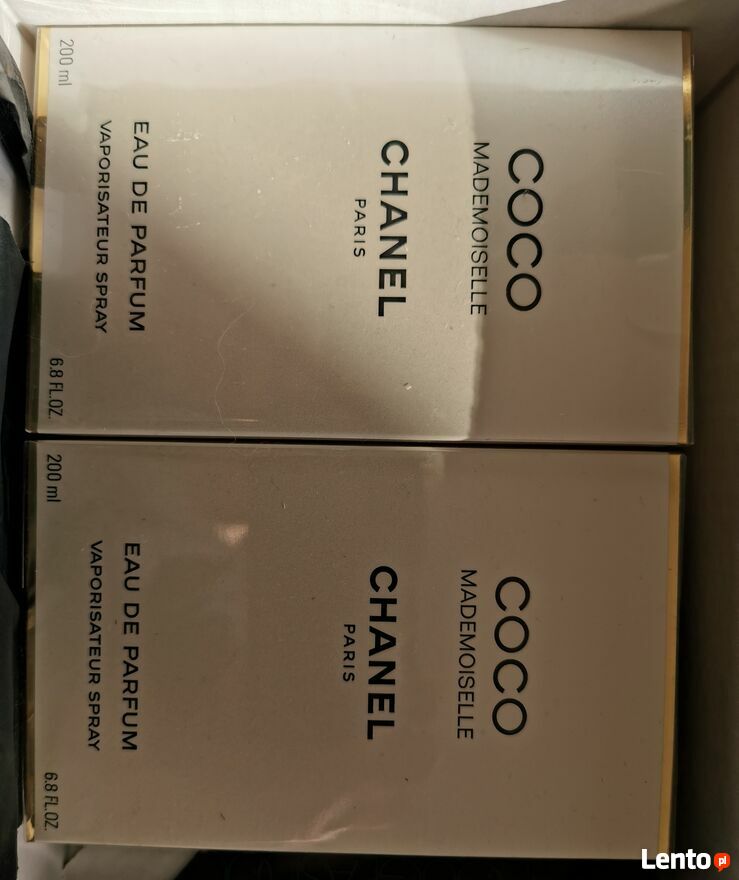 COCO
MADEMOISELLE
CHANEL
PARIS
EAU DE PARFUM
VAPORISATEUR SPRAY
200 ml
6.8 FL.OZ.
COCO
MADEMOISELLE
CHANEL
PARIS
EAU DE PARFUM
VAPORISATEUR SPRAY
200 ml
6.8 FL.OZ.
Lento pl